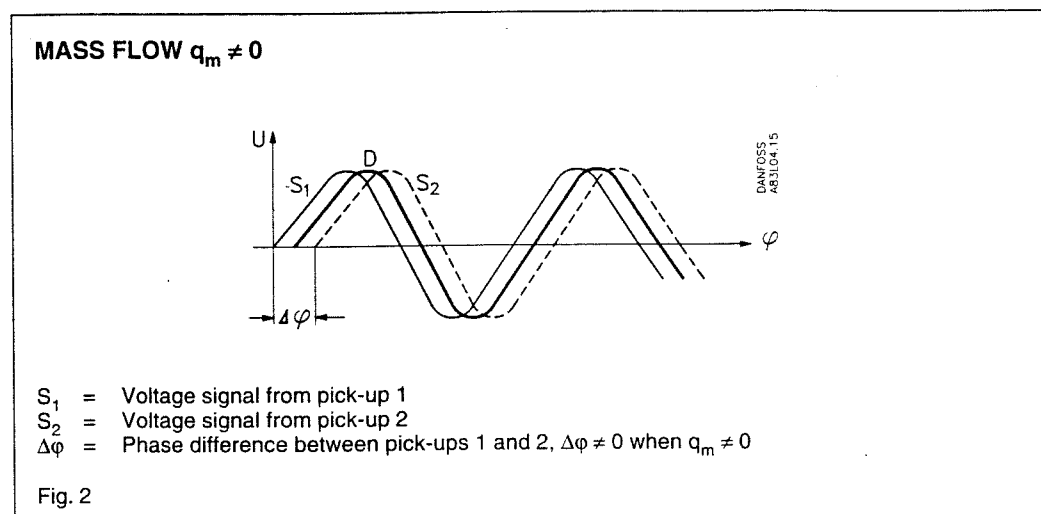 MASS FLOW qₘ ≠ 0
U
D
S₁
S₂
φ
Δφ
DANFOSS
A83L04.15
S₁ = Voltage signal from pick-up 1
S₂ = Voltage signal from pick-up 2
Δφ = Phase difference between pick-ups 1 and 2, Δφ ≠ 0 when qₘ ≠ 0
Fig. 2